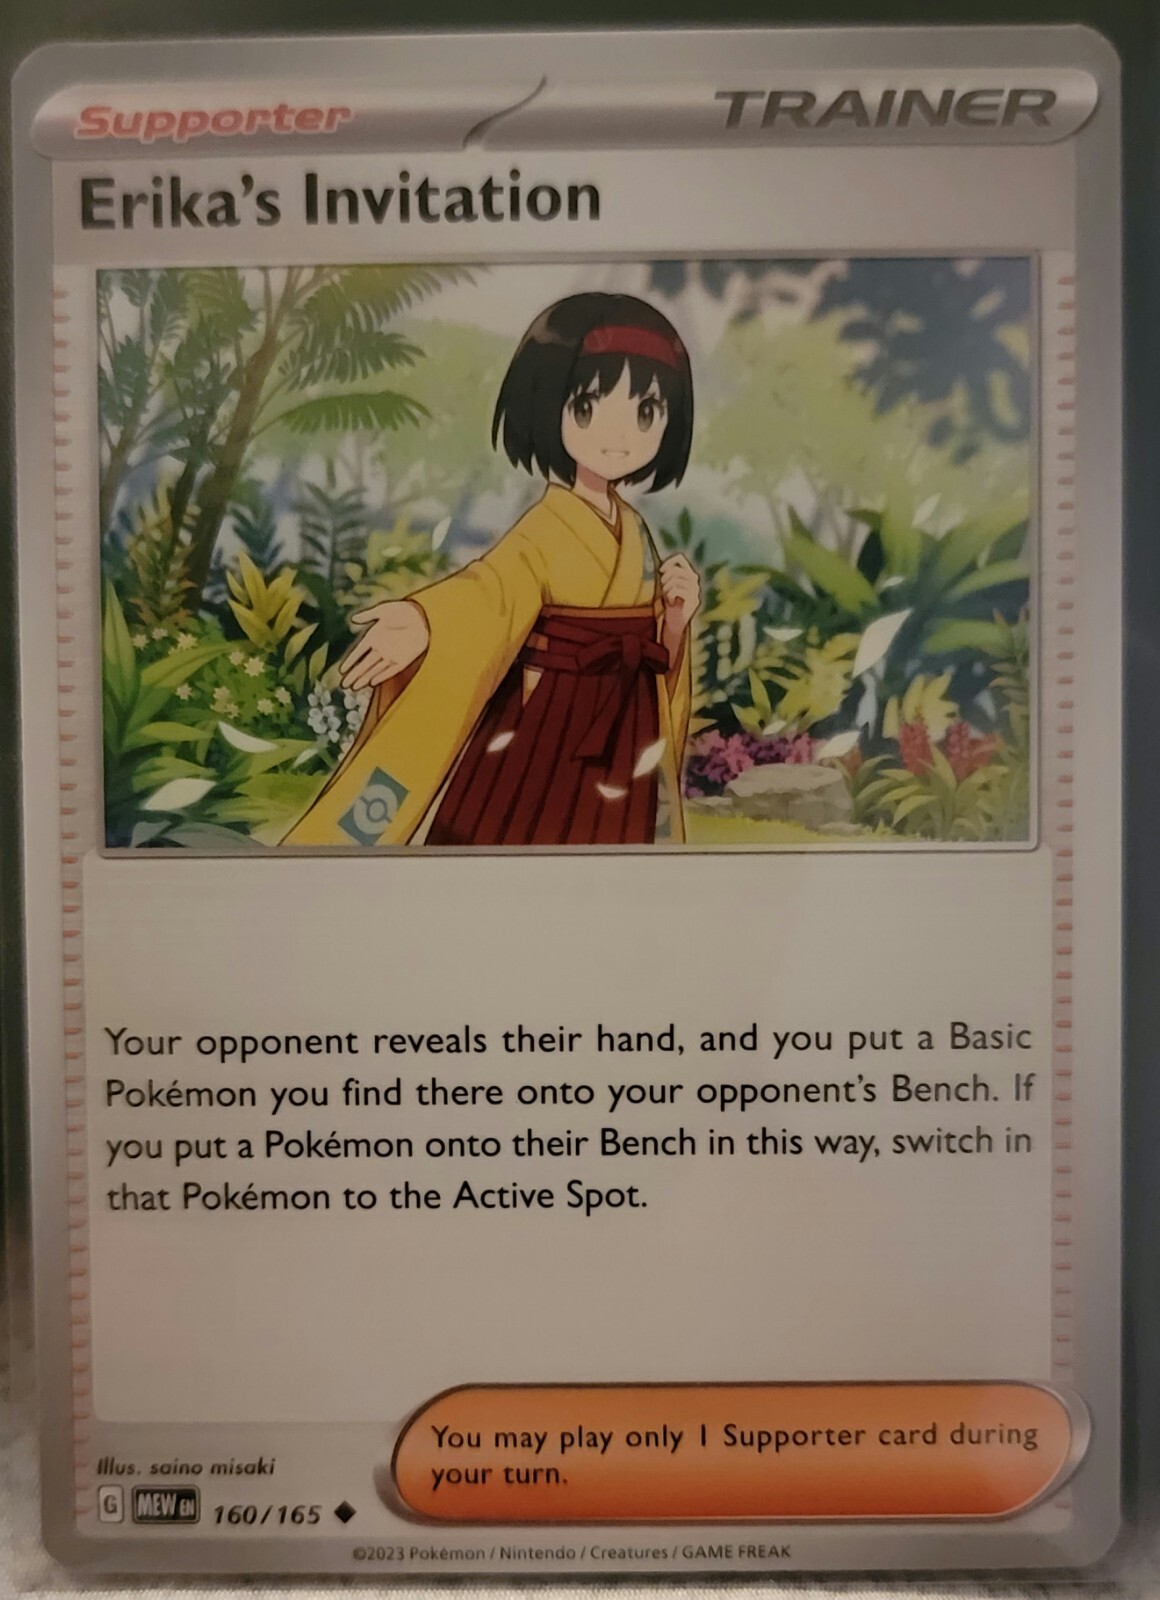 Supporter
TRAINER
Erika's Invitation
Your opponent reveals their hand, and you put a Basic
Pokémon you find there onto your opponent's Bench. If
you put a Pokémon onto their Bench in this way, switch in
that Pokémon to the Active Spot.
You may play only 1 Supporter card during
your turn.
Illus. saino misaki
G MEW EN 160/165
©2023 Pokémon / Nintendo / Creatures / GAME FREAK